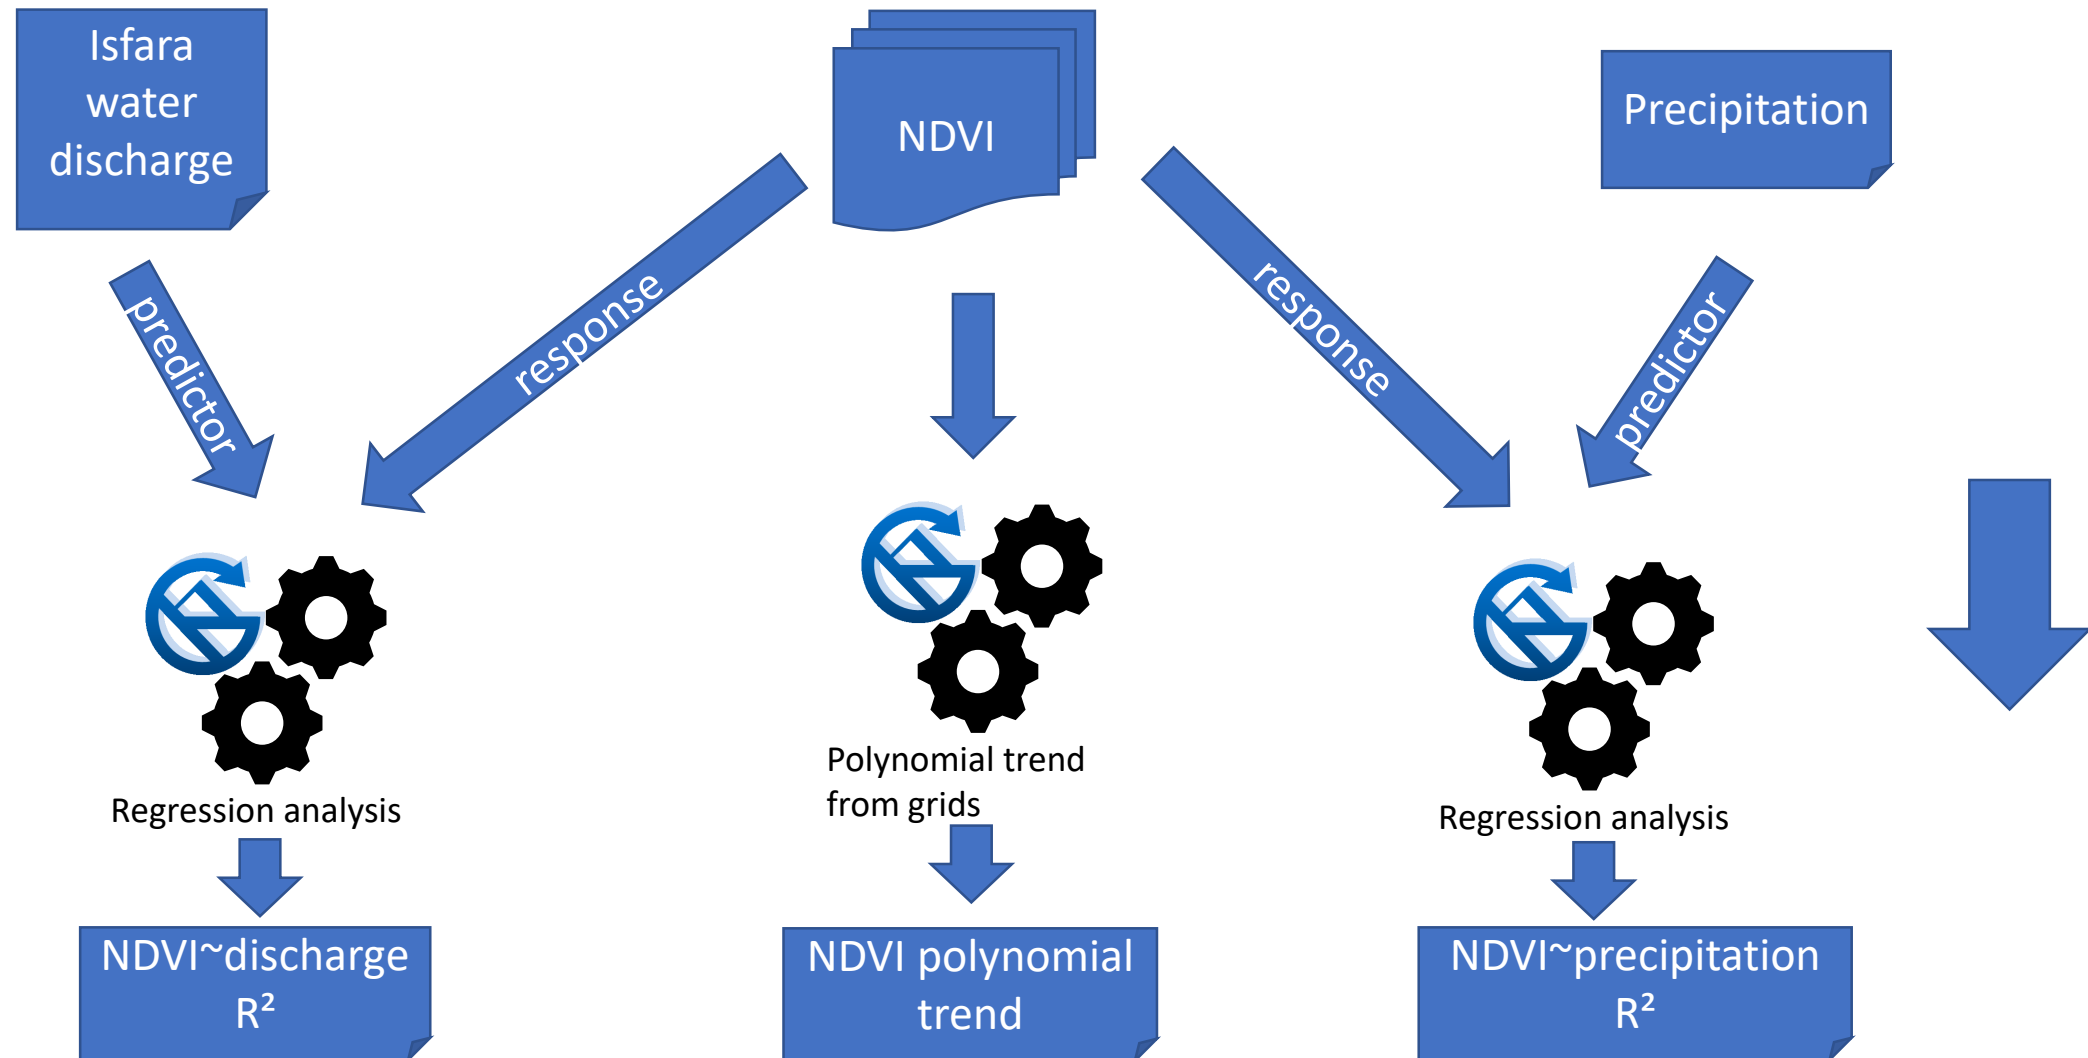 Isfara
water
discharge
NDVI
Precipitation
predictor
response
response
predictor
Regression analysis
Polynomial trend
from grids
Regression analysis
NDVI~discharge
R²
NDVI polynomial
trend
NDVI~precipitation
R²